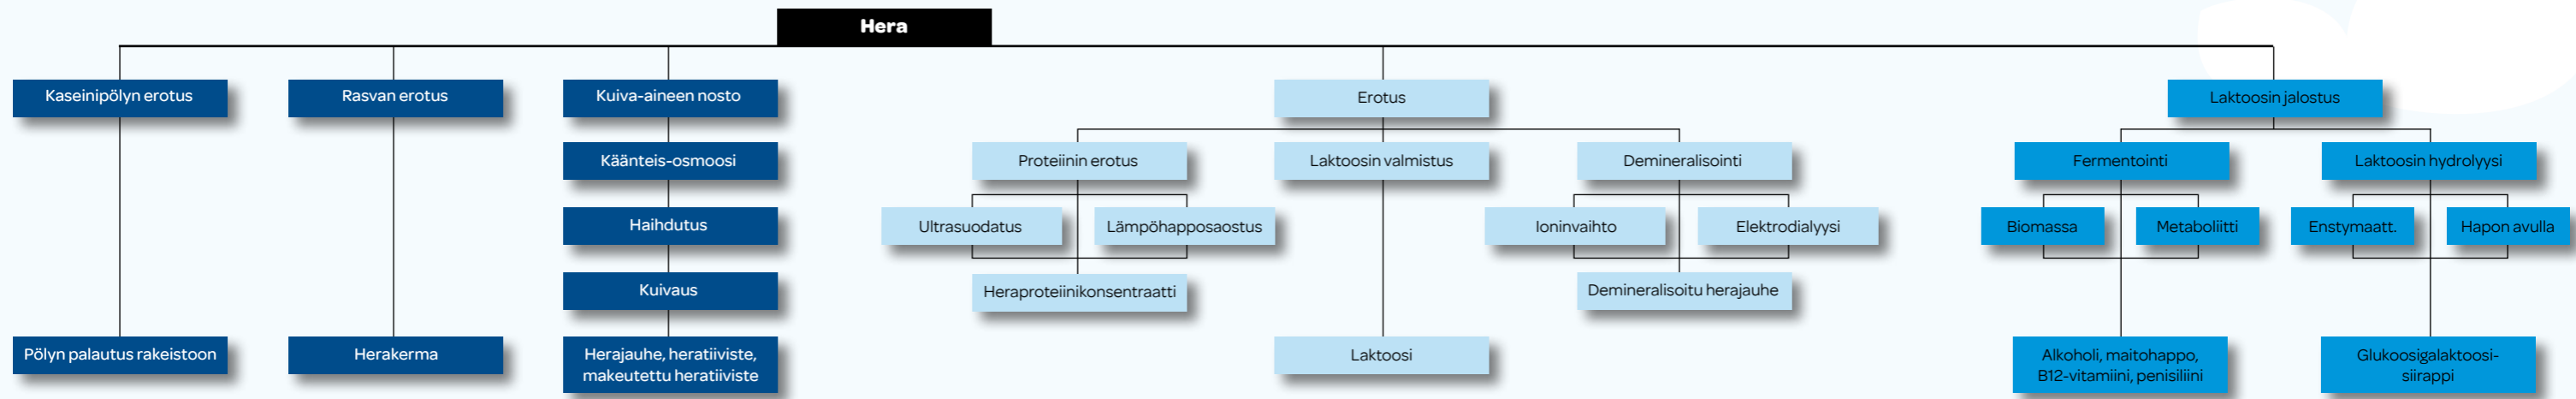 Hera
Kaseinipölyn erotus
Rasvan erotus
Kuiva-aineen nosto
Erotus
Laktoosin jalostus
Käänteis-osmoosi
Proteiinin erotus
Laktoosin valmistus
Demineralisointi
Fermentointi
Laktoosin hydrolyysi
Haihdutus
Ultrasuodatus
Lämpöhapposaostus
Ioninvaihto
Elektrodialyysi
Biomassa
Metaboliitti
Enstymaatt.
Hapon avulla
Kuivaus
Heraproteiinikonsentraatti
Demineralisoitu herajauhe
Pölyn palautus rakeistoon
Herakerma
Herajauhe, heratiiviste,
makeutettu heratiiviste
Laktoosi
Alkoholi, maitohappo,
B12-vitamiini, penisiliini
Glukoosigalaktoosi-
siirappi